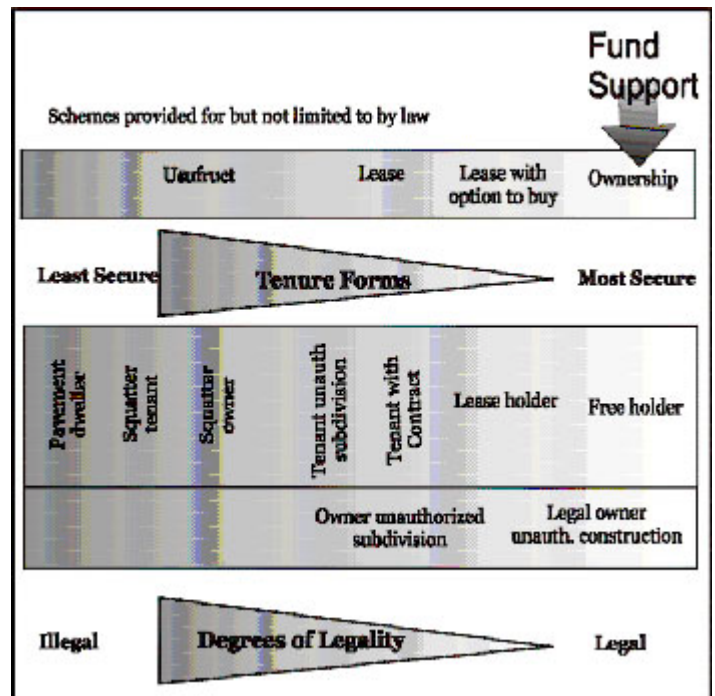 Fund
Support
Schemes provided for but not limited to by law
Usufruct
Lease
Lease with
option to buy
Ownership
Least Secure
Tenure Forms
Most Secure
Pavement
dweller
Squatter
tenant
Squatter
owner
Tenant unauth
subdivision
Tenant with
Contract
Lease holder
Free holder
Owner unauthorized
subdivision
Legal owner
unauth. construction
Illegal
Degrees of Legality
Legal